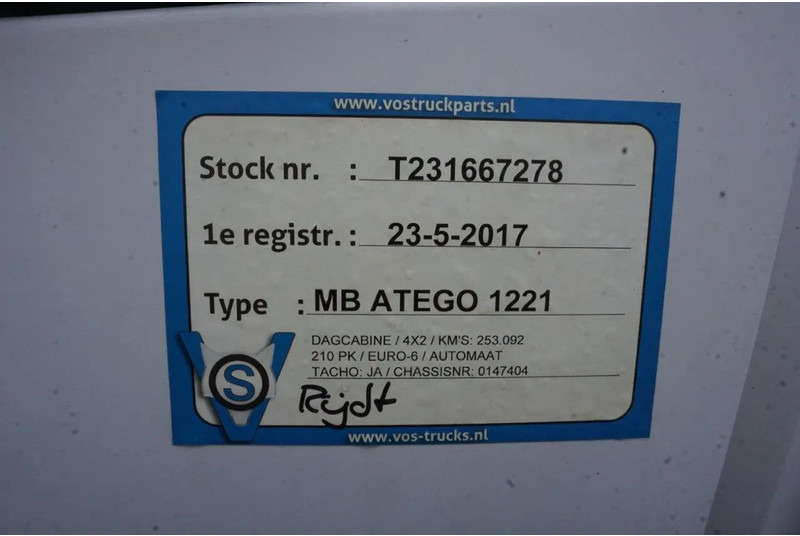 www.vostruckparts.nl
Stock nr. : T231667278
1e registr. : 23-5-2017
Type : MB ATEGO 1221
DAGCABINE / 4X2 / KM'S: 253.092
210 PK / EURO-6 / AUTOMAAT
TACHO: JA / CHASSISNR: 0147404
S
Rijdt
www.vos-trucks.nl